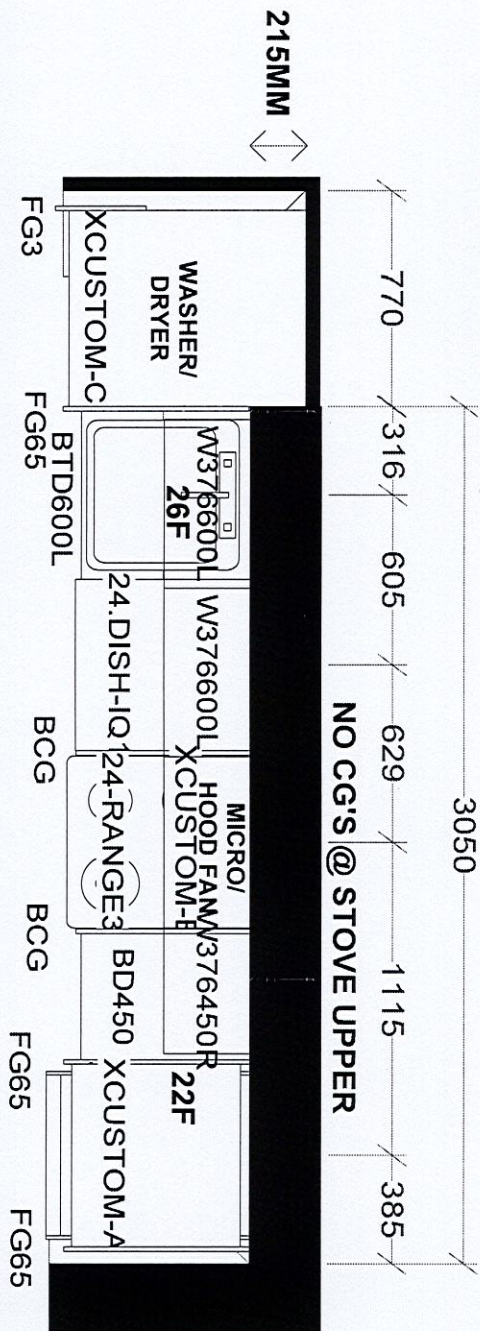 3050
770
316
605
629
1115
385
215MM
NO CG'S @ STOVE UPPER
WASHER/
DRYER
XCUSTOM-C
W376600L
26F
W376600L
MICRO/
HOOD FAN
XCUSTOM-B
W376450R
22F
24.DISH-IQ1
24-RANGE3
BD450
XCUSTOM-A
BTD600L
FG3
FG65
BCG
BCG
FG65
FG65